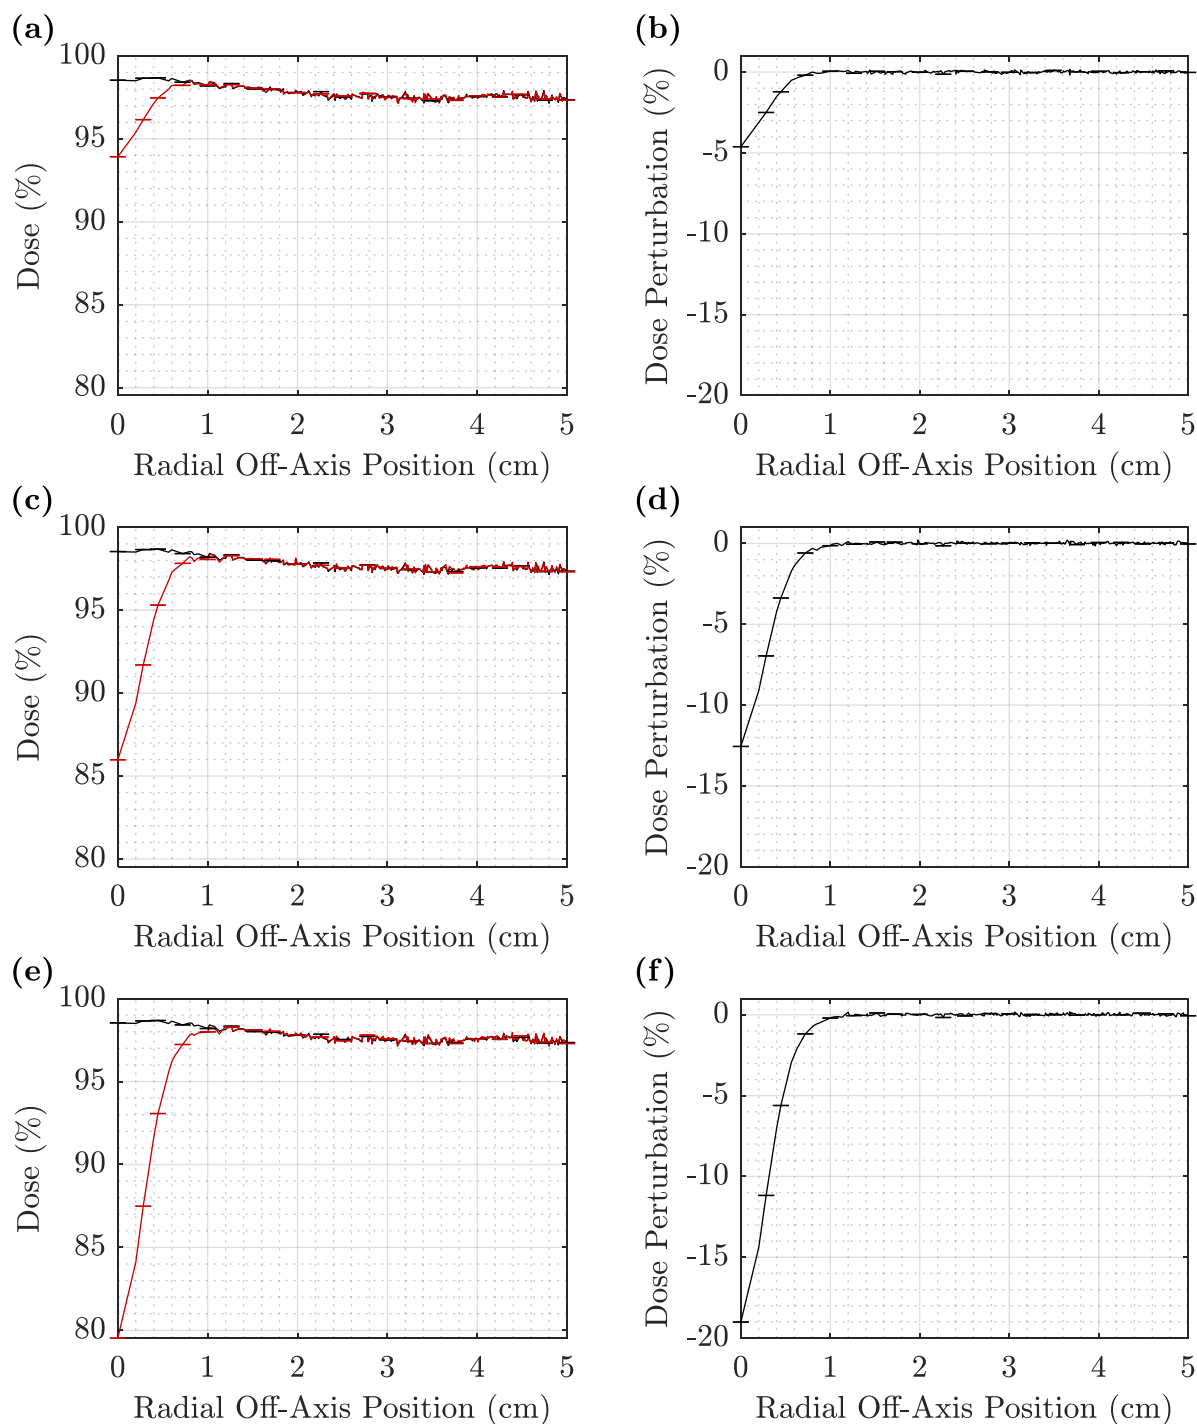 (a)
100
95
90
85
80
Dose (%)
0 1 2 3 4 5
Radial Off-Axis Position (cm)
(b)
0
-5
-10
-15
-20
Dose Perturbation (%)
0 1 2 3 4 5
Radial Off-Axis Position (cm)
(c)
100
95
90
85
80
Dose (%)
0 1 2 3 4 5
Radial Off-Axis Position (cm)
(d)
0
-5
-10
-15
-20
Dose Perturbation (%)
0 1 2 3 4 5
Radial Off-Axis Position (cm)
(e)
100
95
90
85
80
Dose (%)
0 1 2 3 4 5
Radial Off-Axis Position (cm)
(f)
0
-5
-10
-15
-20
Dose Perturbation (%)
0 1 2 3 4 5
Radial Off-Axis Position (cm)